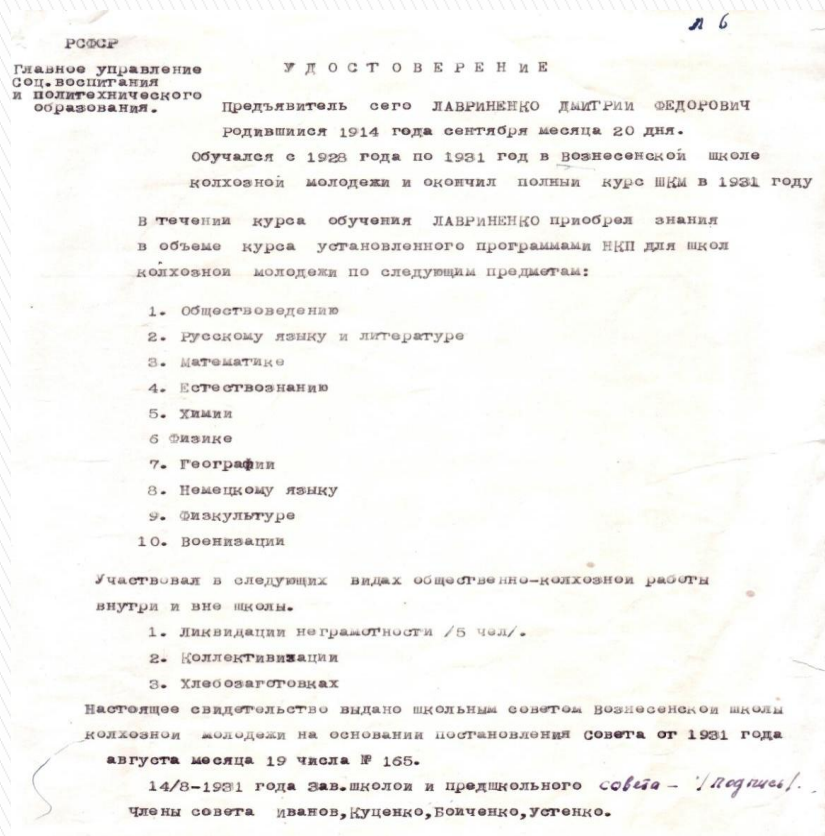 л 6
РСФСР
Главное управление
Соц.воспитания
и политехнического
образования.
УДОСТОВЕРЕНИЕ
Предъявитель сего ЛАВРИНЕНКО ДМИТРИИ ФЕДОРОВИЧ
родившиися 1914 года сентября месяца 20 дня.
Обучался с 1928 года по 1931 год в Вознесенской школе
колхозной молодежи и окончил полныи курс ШКМ в 1931 году
В течении курса обучения ЛАВРИНЕНКО приобрел знания
в объеме курса установленного программами НКП для школ
колхозной молодежи по следующим предметам:
1. Обществоведению
2. Русскому языку и литературе
3. Математике
4. Естествознанию
5. Химии
6 Физике
7. Географии
8. Немецкому языку
9. Физкультуре
10. Военизации
Участвовал в следующих видах общественно-колхозной работы
внутри и вне школы.
1. Ликвидации неграмотности /5 чел/.
2. Коллективизации
3. Хлебозаготовках
Настоящее свидетельство выдано школьным советом Вознесенской школы
колхозной молодежи на основании постановления Совета от 1931 года
августа месяца 19 числа № 165.
14/8-1931 года Зав.школои и предшкольного совета - /подпись/.
Члены совета Иванов,Куценко,Боиченко,Устенко.